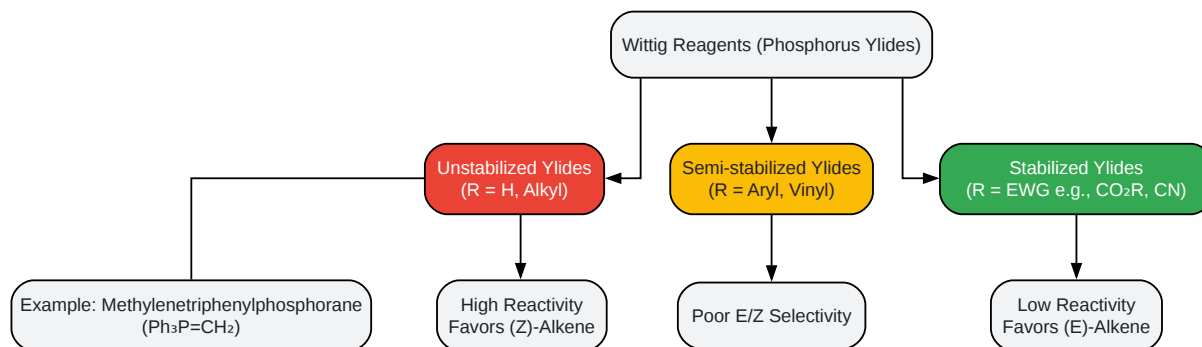 Wittig Reagents (Phosphorus Ylides)
Unstabilized Ylides
(R = H, Alkyl)
Semi-stabilized Ylides
(R = Aryl, Vinyl)
Stabilized Ylides
(R = EWG e.g., CO₂R, CN)
Example: Methylenetriphenylphosphorane
(Ph₃P=CH₂)
High Reactivity
Favors (Z)-Alkene
Poor E/Z Selectivity
Low Reactivity
Favors (E)-Alkene